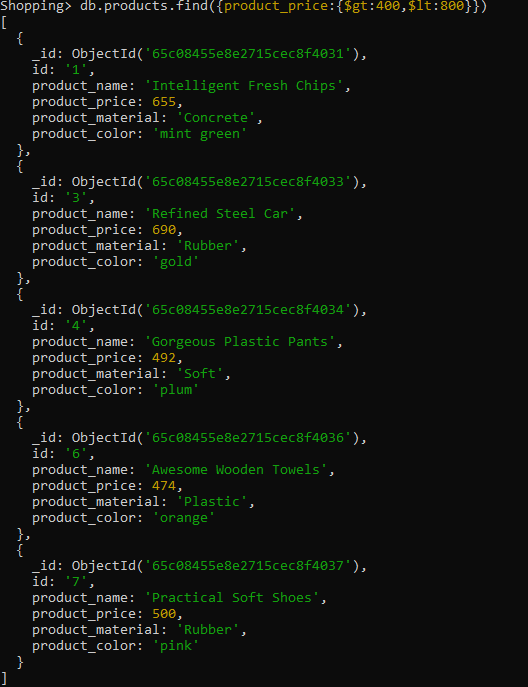 Shopping> db.products.find({product_price:{$gt:400,$lt:800}})
[
  {
    _id: ObjectId('65c08455e8e2715cec8f4031'),
    id: '1',
    product_name: 'Intelligent Fresh Chips',
    product_price: 655,
    product_material: 'Concrete',
    product_color: 'mint green'
  },
  {
    _id: ObjectId('65c08455e8e2715cec8f4033'),
    id: '3',
    product_name: 'Refined Steel Car',
    product_price: 690,
    product_material: 'Rubber',
    product_color: 'gold'
  },
  {
    _id: ObjectId('65c08455e8e2715cec8f4034'),
    id: '4',
    product_name: 'Gorgeous Plastic Pants',
    product_price: 492,
    product_material: 'Soft',
    product_color: 'plum'
  },
  {
    _id: ObjectId('65c08455e8e2715cec8f4036'),
    id: '6',
    product_name: 'Awesome Wooden Towels',
    product_price: 474,
    product_material: 'Plastic',
    product_color: 'orange'
  },
  {
    _id: ObjectId('65c08455e8e2715cec8f4037'),
    id: '7',
    product_name: 'Practical Soft Shoes',
    product_price: 500,
    product_material: 'Rubber',
    product_color: 'pink'
  }
]